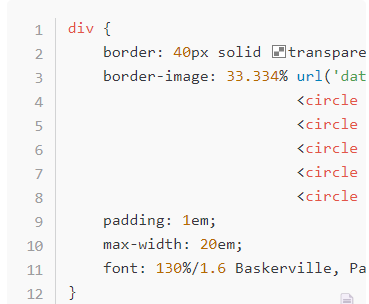 1 div {
2 border: 40px solid transpare
3 border-image: 33.334% url('dat
4 <circle
5 <circle
6 <circle
7 <circle
8 <circle
9 padding: 1em;
10 max-width: 20em;
11 font: 130%/1.6 Baskerville, Pa
12 }